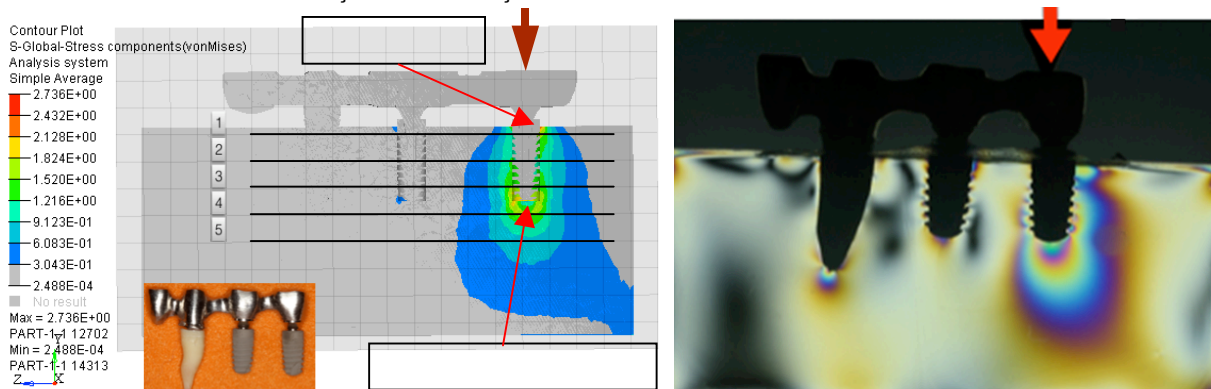 Contour Plot
S-Global-Stress components(vonMises)
Analysis system
Simple Average
2.736E+00
2.432E+00
2.128E+00
1.824E+00
1.520E+00
1.216E+00
9.123E-01
6.083E-01
3.043E-01
2.488E-04
No result
Max = 2.736E+00
PART-1-1 12702
Min = 2.488E-04
PART-1-1 14313
Y
Z
X
1
2
3
4
5